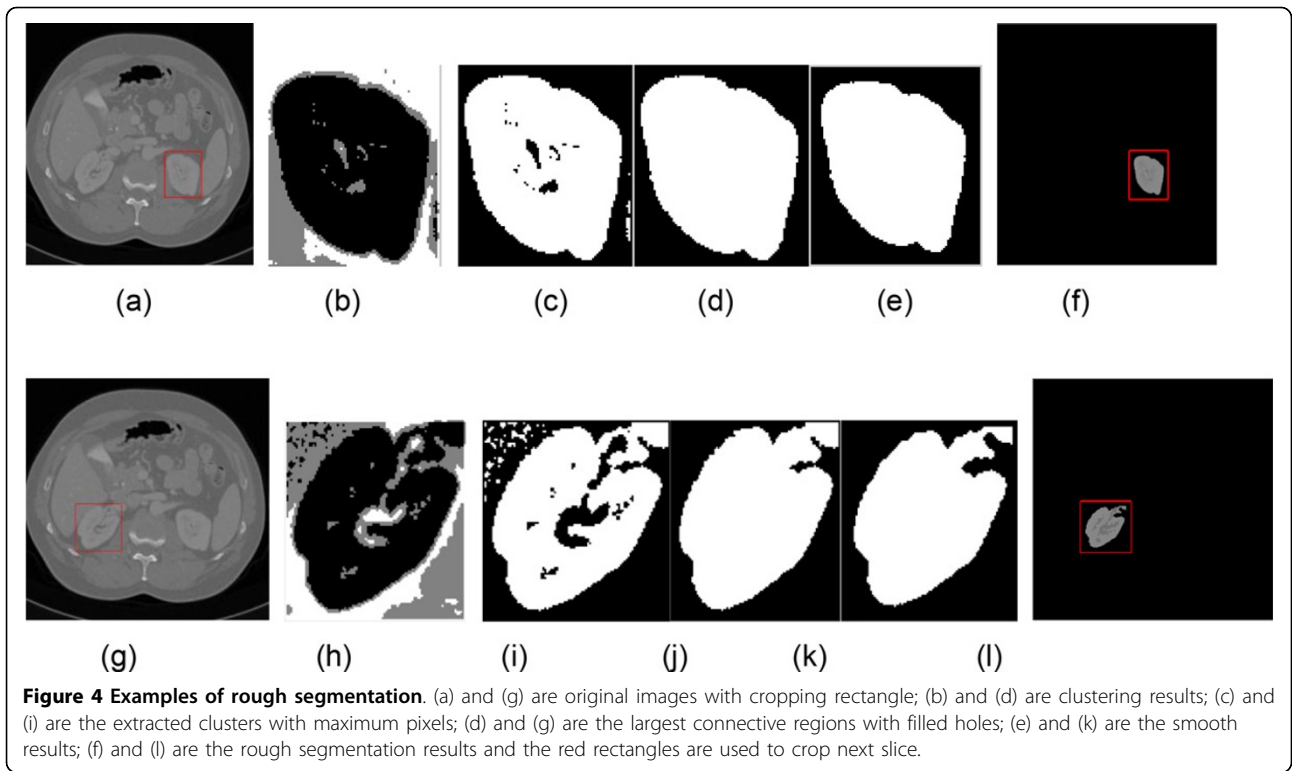 (a) (b) (c) (d) (e) (f)
(g) (h) (i) (j) (k) (l)
Figure 4 Examples of rough segmentation. (a) and (g) are original images with cropping rectangle; (b) and (d) are clustering results; (c) and
(i) are the extracted clusters with maximum pixels; (d) and (g) are the largest connective regions with filled holes; (e) and (k) are the smooth
results; (f) and (l) are the rough segmentation results and the red rectangles are used to crop next slice.